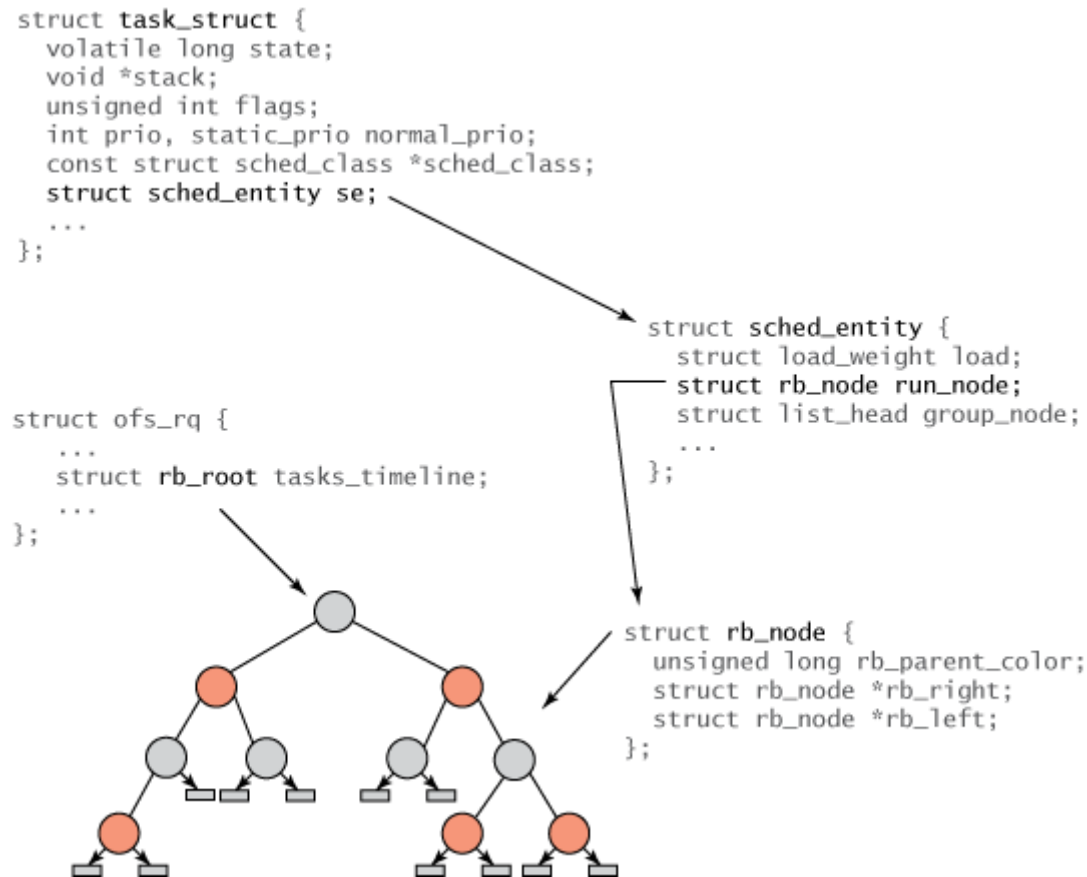 struct task_struct {
volatile long state;
void *stack;
unsigned int flags;
int prio, static_prio normal_prio;
const struct sched_class *sched_class;
struct sched_entity se;
...
};
struct sched_entity {
struct load_weight load;
struct rb_node run_node;
struct list_head group_node;
...
};
struct ofs_rq {
...
struct rb_root tasks_timeline;
...
};
struct rb_node {
unsigned long rb_parent_color;
struct rb_node *rb_right;
struct rb_node *rb_left;
};